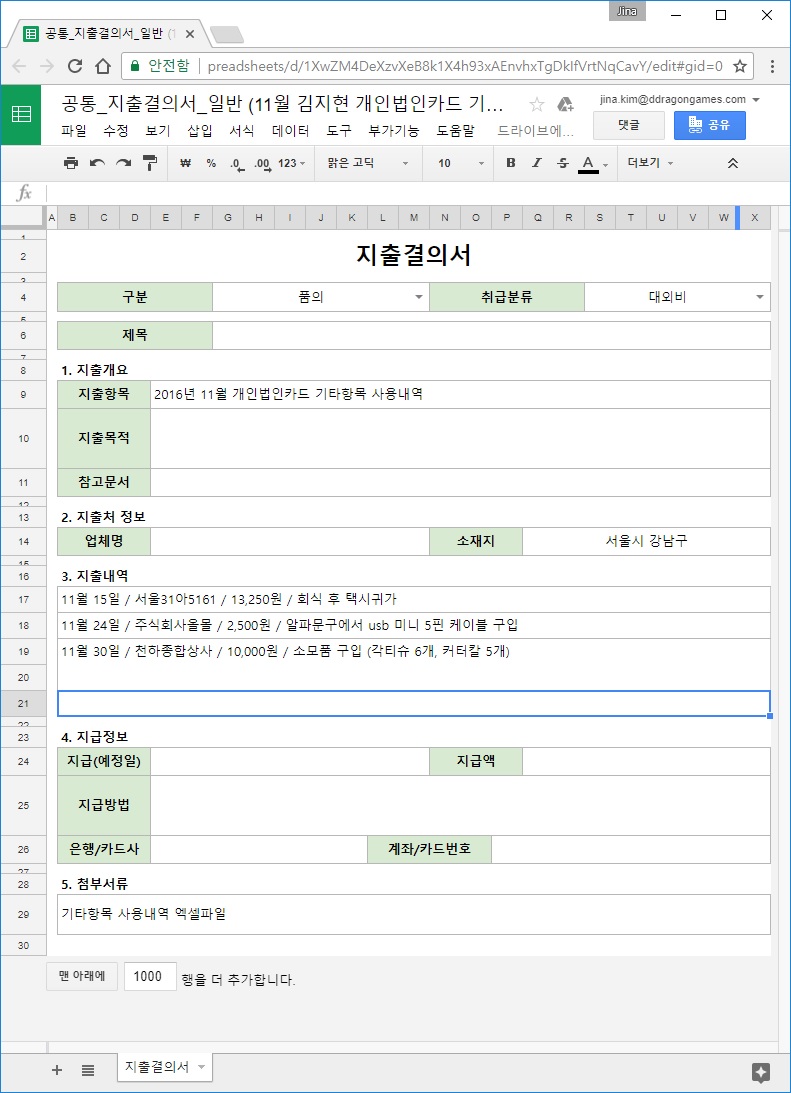 Jina
공통_지출결의서_일반 (1
안전함 preadsheets/d/1XwZM4DeXzvXeB8k1X4h93xAEnvhxTgDkIfVrtNqCavY/edit#gid=0
공통_지출결의서_일반 (11월 김지현 개인법인카드 기...
jina.kim@ddragongames.com
파일 수정 보기 삽입 서식 데이터 도구 부가기능 도움말 드라이브에...
댓글 공유
₩ % .0 .00 123 맑은 고딕 10 B I S A 더보기
fx
A B C D E F G H I J K L M N O P Q R S T U V W X
1
2 지출결의서
3
4 구분 품의 취급분류 대외비
5
6 제목
7
8 1. 지출개요
9 지출항목 2016년 11월 개인법인카드 기타항목 사용내역
10 지출목적
11 참고문서
12
13 2. 지출처 정보
14 업체명 소재지 서울시 강남구
15
16 3. 지출내역
17 11월 15일 / 서울31아5161 / 13,250원 / 회식 후 택시귀가
18 11월 24일 / 주식회사올몰 / 2,500원 / 알파문구에서 usb 미니 5핀 케이블 구입
19 11월 30일 / 천하종합상사 / 10,000원 / 소모품 구입 (각티슈 6개, 커터칼 5개)
20
21
22
23 4. 지급정보
24 지급(예정일) 지급액
25 지급방법
26 은행/카드사 계좌/카드번호
27
28 5. 첨부서류
29 기타항목 사용내역 엑셀파일
30
맨 아래에 1000 행을 더 추가합니다.
지출결의서